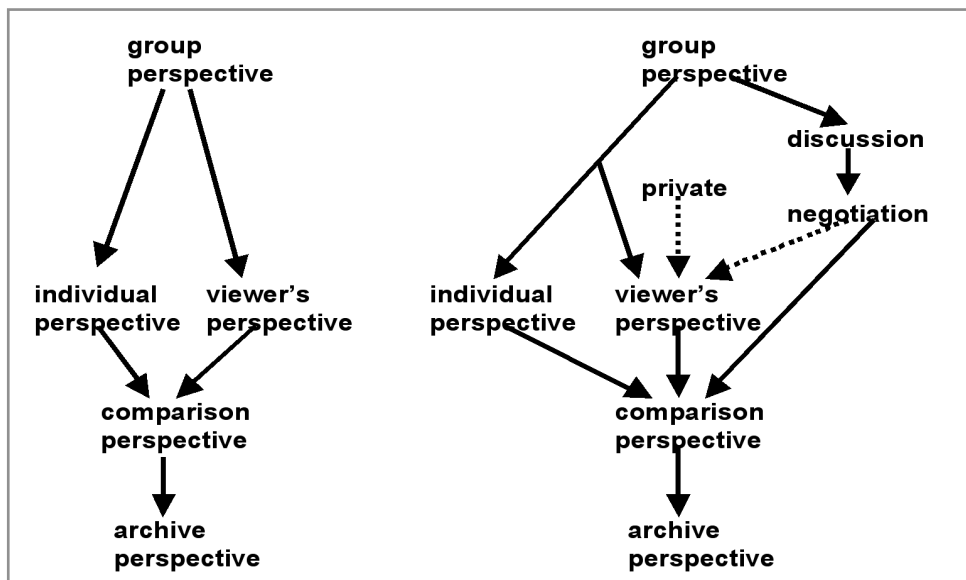 group
perspective
individual
perspective
viewer's
perspective
comparison
perspective
archive
perspective
group
perspective
discussion
private
negotiation
individual
perspective
viewer's
perspective
comparison
perspective
archive
perspective